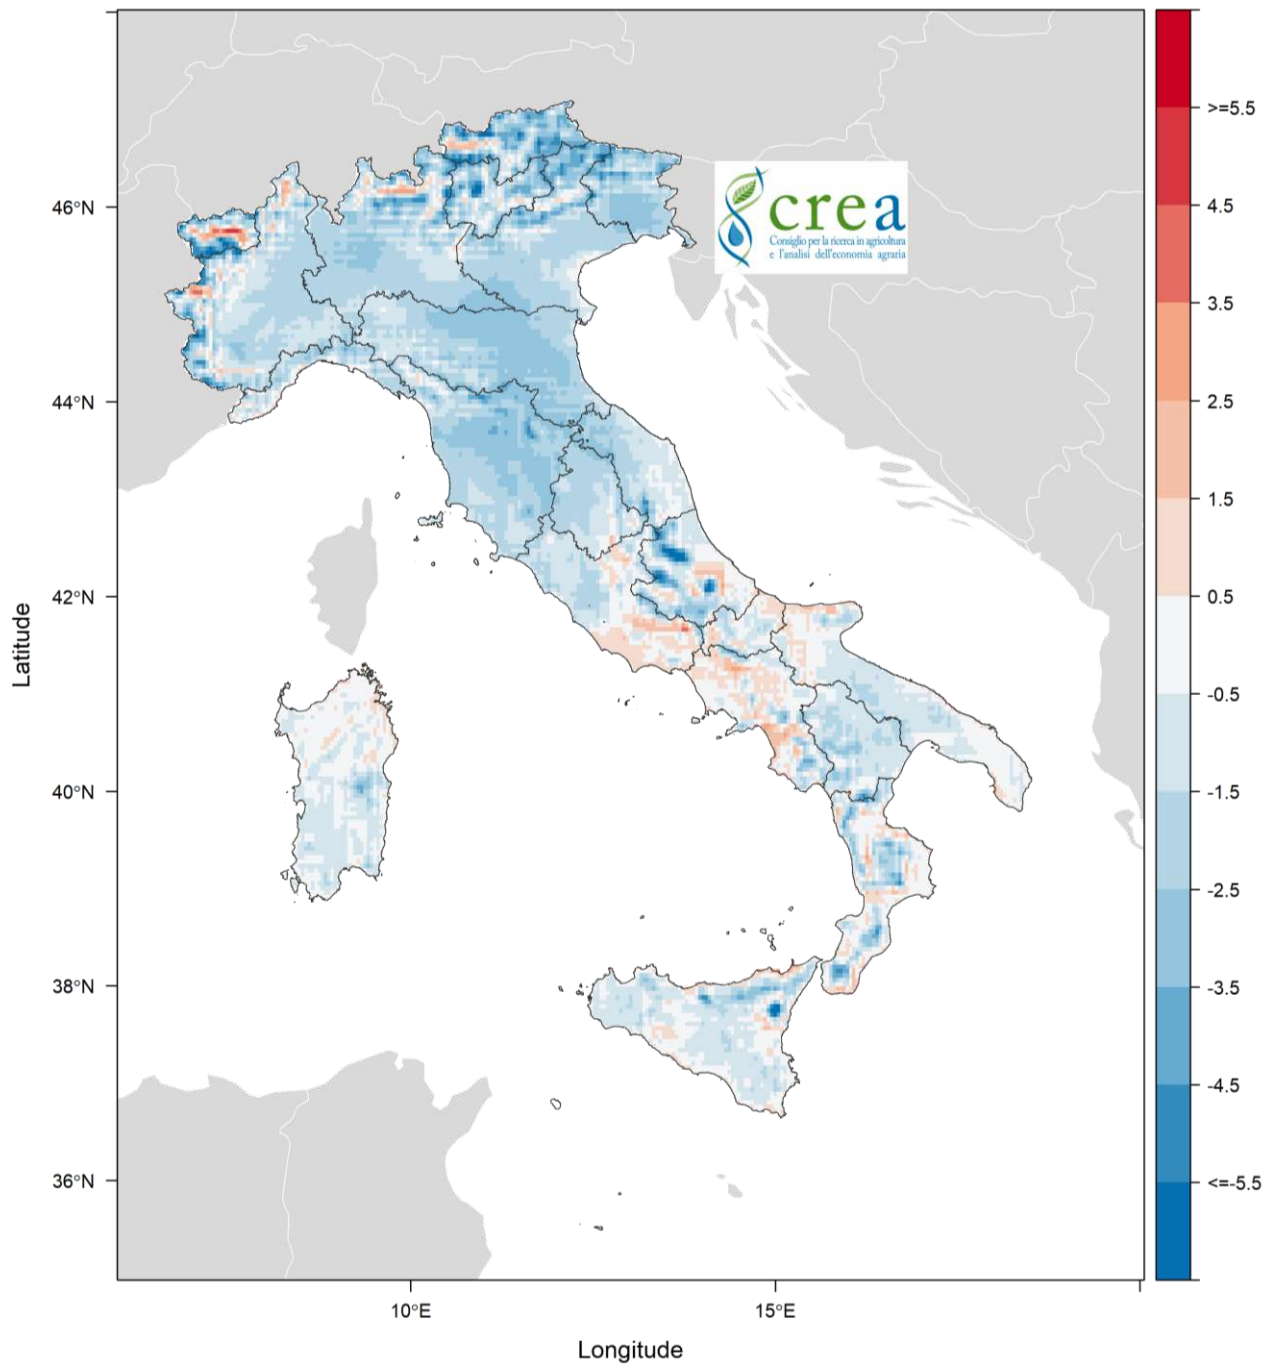 46°N
44°N
42°N
40°N
38°N
36°N
Latitude
crea
Consiglio per la ricerca in agricoltura
e l'analisi dell'economia agraria
>=5.5
4.5
3.5
2.5
1.5
0.5
-0.5
-1.5
-2.5
-3.5
-4.5
<=-5.5
10°E
15°E
Longitude